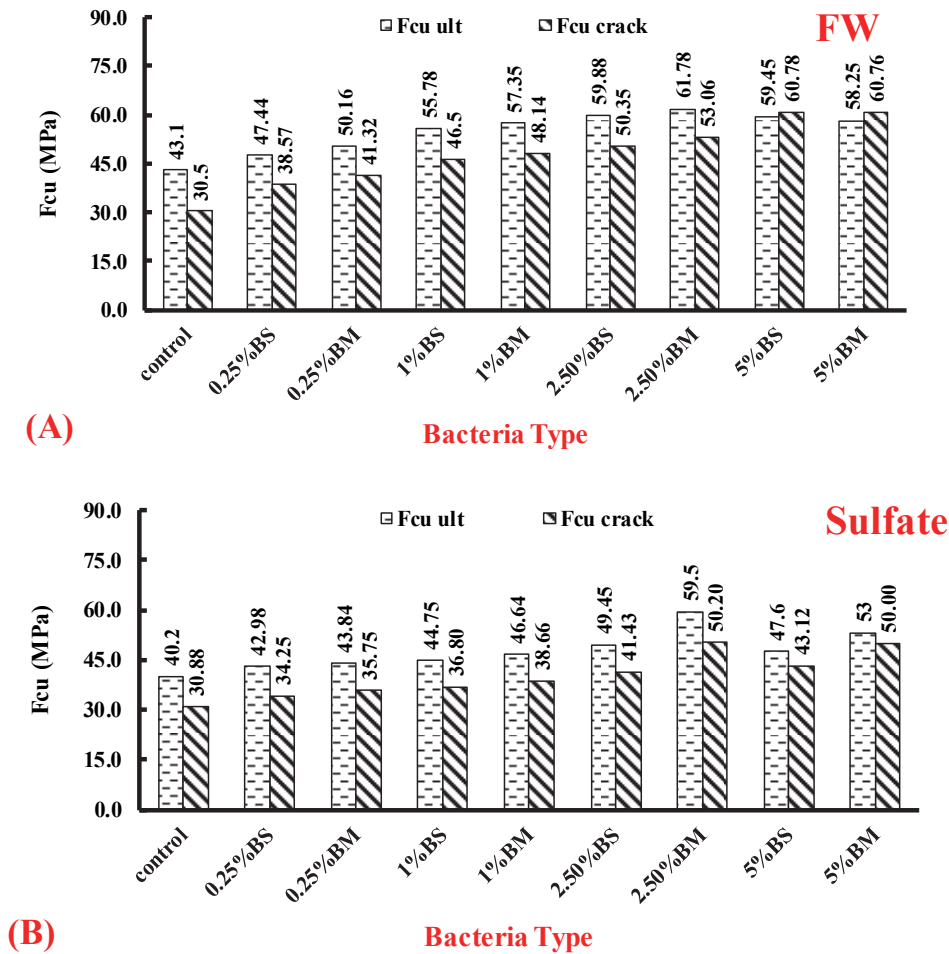 FW
Fcu ult Fcu crack
Fcu (MPa)
90.0
75.0
60.0
45.0
30.0
15.0
0.0
43.1 30.5 47.44 38.57 50.16 41.32 55.78 46.5 57.35 48.14 59.88 50.35 61.78 53.06 59.45 60.78 58.25 60.76
control 0.25%BS 0.25%BM 1%BS 1%BM 2.50%BS 2.50%BM 5%BS 5%BM
(A)
Bacteria Type
Sulfate
Fcu ult Fcu crack
Fcu (MPa)
90.0
75.0
60.0
45.0
30.0
15.0
0.0
40.2 30.88 42.98 34.25 43.84 35.75 44.75 36.80 46.64 38.66 49.45 41.43 59.5 50.20 47.6 43.12 53 50.00
control 0.25%BS 0.25%BM 1%BS 1%BM 2.50%BS 2.50%BM 5%BS 5%BM
(B)
Bacteria Type